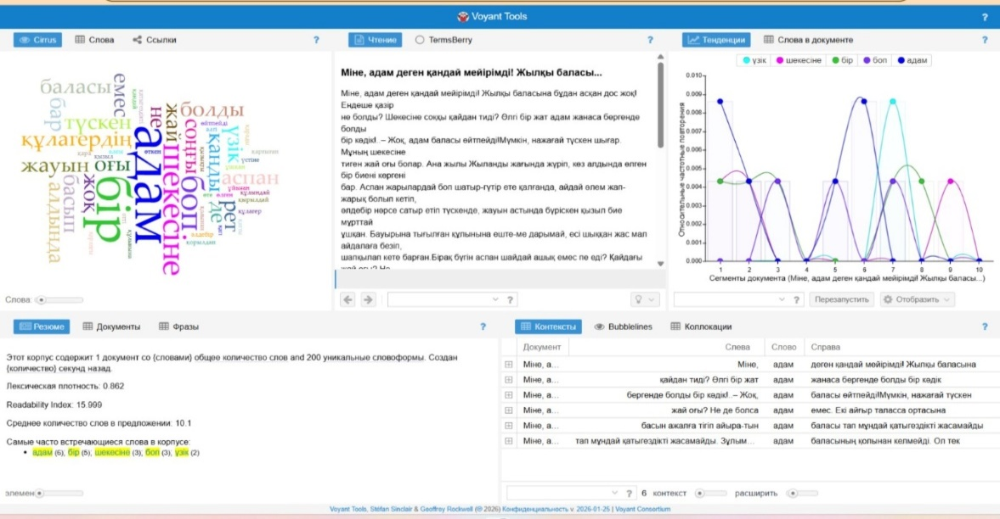 Voyant Tools
?
Cirrus
Слова
Ссылки
?
баласы
емес
бар
түскен
құлагердің
жауын
оғы
жоқ
басып
алдында
бір
адам
не
жай
болды
шекесіне
соңғы
боп
қанды
үзік
аспан
рет
де
Слова:
Чтение
TermsBerry
?
Міне, адам деген қандай мейірімді! Жылқы баласы...
Міне, адам деген қандай мейірімді! Жылқы баласына бұдан асқан дос жоқ!
Ендеше қазір
не болды? Шекесіне соққы қайдан тиді? Әлгі бір жат адам жанаса бергенде
болды
бір кәдік!.. – Жоқ, адам баласы өйтпейді!Мүмкін, нажағай түскен шығар.
Мұның шекесіне
тиген жай оғы болар. Ана жылы Жыланды жағында жүріп, көз алдында өлген
бір биені көргені
бар. Аспан жарылардай боп шатыр-гүтір ете қалғанда, айдай әлем жап-
жарық болып кетіп,
әлдебір нәрсе сатыр етіп түскенде, жауын астында бүріскен қызыл бие
мұрттай
ұшқан. Бауырына тығылған құлынына еште-ме дарымай, есі шыққан жас мал
айдалаға безіп,
шапқылап кете барған.Бірақ бүгін аспан шайдай ашық емес пе еді? Қайдағы
жай оғы? Не
?
Тенденции
Слова в документе
?
үзік шекесіне бір боп адам
Относительные частотные повторения
0.010
0.009
0.008
0.007
0.006
0.005
0.004
0.003
0.002
0.001
0.000
1 2 3 4 5 6 7 8 9 10
Сегменты документа (Міне, адам деген қандай мейірімді! Жылқы баласы...)
? Перезапустить Отобразить
Резюме
Документы
Фразы
?
Этот корпус содержит 1 документ со (словами) общее количество слов and 200 уникальные словоформы. Создан
(количество) секунд назад.
Лексическая плотность: 0.862
Readability Index: 15.999
Среднее количество слов в предложении: 10.1
Самые часто встречающиеся слова в корпусе:
• адам (6); бір (5); шекесіне (3); боп (3); үзік (2)
элемен
Контексты
Bubblelines
Коллокации
?
Документ Слева Слово Справа
Міне, а... Міне, адам деген қандай мейірімді! Жылқы баласына
Міне, а... қайдан тиді? Әлгі бір жат адам жанаса бергенде болды бір кәдік
Міне, а... бергенде болды бір кәдік!.. – Жоқ, адам баласы өйтпейді!Мүмкін, нажағай түскен
Міне, а... жай оғы? Не де болса адам емес. Екі айғыр таласса ортасына
Міне, а... басын ажалға тігіп айыра-тын адам баласы тап мұндай қатыгездікті жасамайды
Міне, а... тап мұндай қатыгездікті жасамайды. Зұлым... адам баласының қолынан келмейді. Ол тек
? 6 контекст расширить
Voyant Tools, Stéfan Sinclair & Geoffrey Rockwell (© 2026) Конфиденциальность v. 2026-01-25 | Voyant Consortium